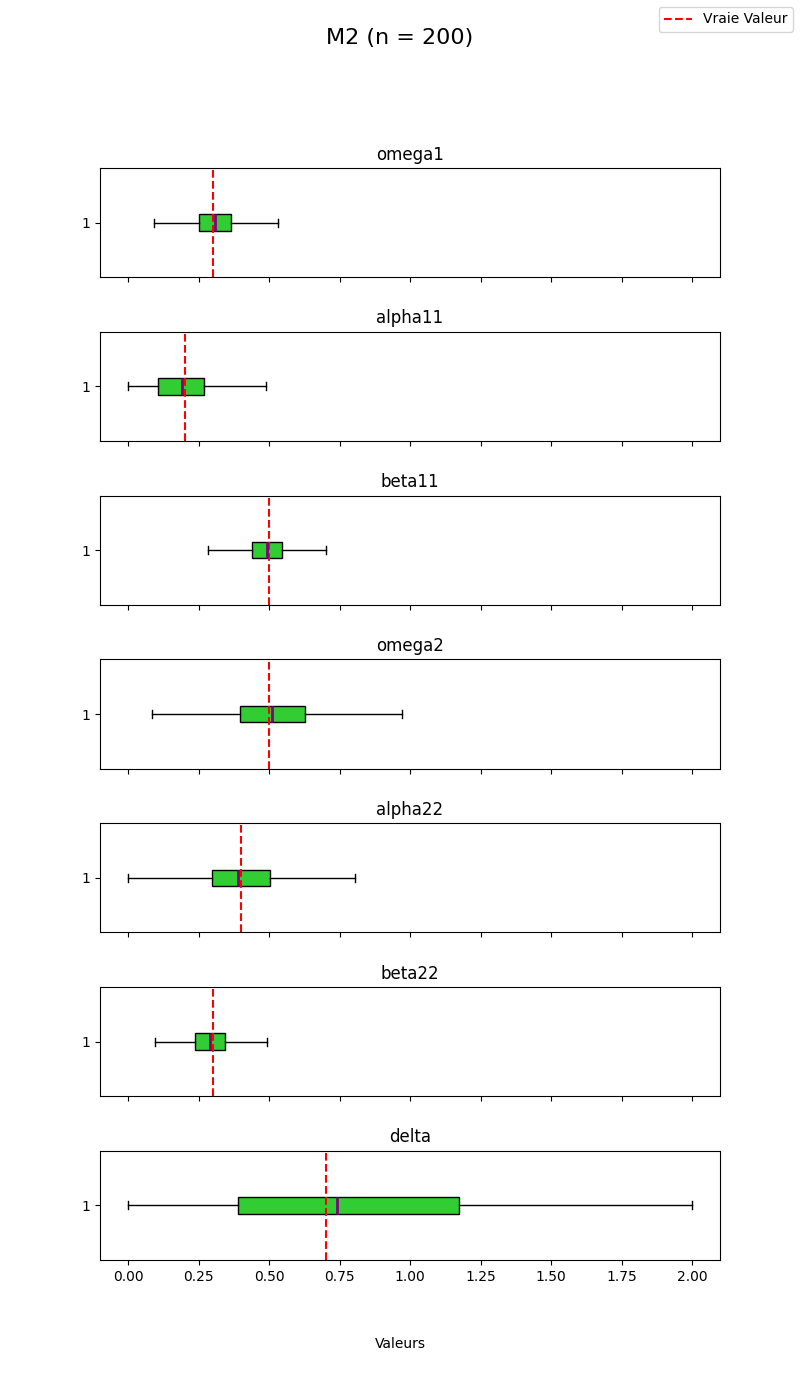 Vraie Valeur
M2 (n = 200)
omega1
1
alpha11
1
beta11
1
omega2
1
alpha22
1
beta22
1
delta
1
0.00 0.25 0.50 0.75 1.00 1.25 1.50 1.75 2.00
Valeurs